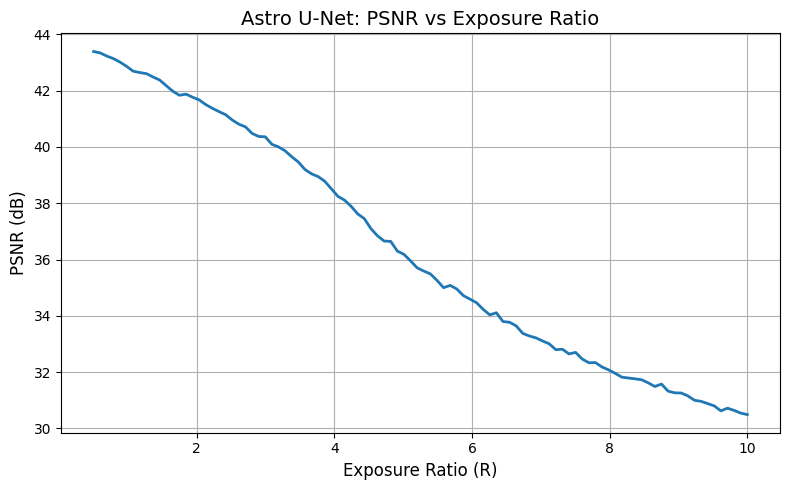 Astro U-Net: PSNR vs Exposure Ratio
44
42
40
38
36
34
32
30
PSNR (dB)
2 4 6 8 10
Exposure Ratio (R)